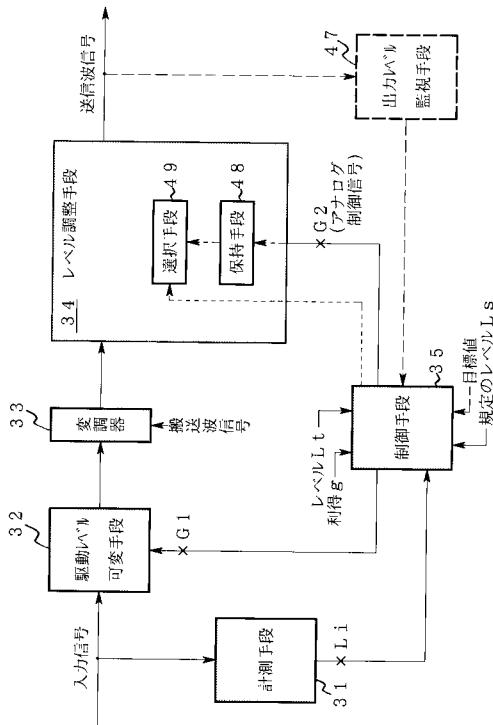 入力信号
駆動レベル
可変手段
32
変調器
33
搬送波信号
34 レベル調整手段
選択手段
49
保持手段
48
送信波信号
×G1
×G2
(アナログ
制御信号)
出力レベル
監視手段
47
計測手段
31
×Li
レベルLt
利得g
制御手段
35
目標値
規定のレベルLs